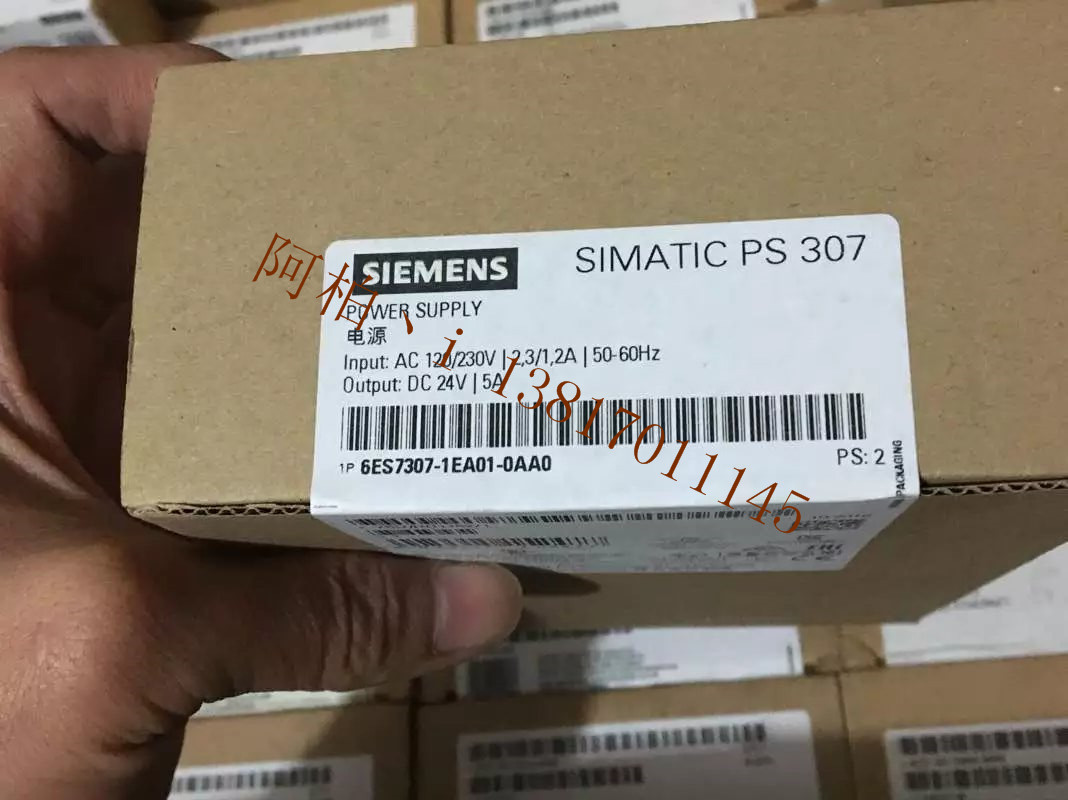 SIEMENS
SIMATIC PS 307
POWER SUPPLY
电源
Input: AC 120/230V | 2,3/1,2A | 50-60Hz
Output: DC 24V | 5A
1P 6ES7307-1EA01-0AA0
PS: 2
PACKAGING
阿柏、i 13817011145